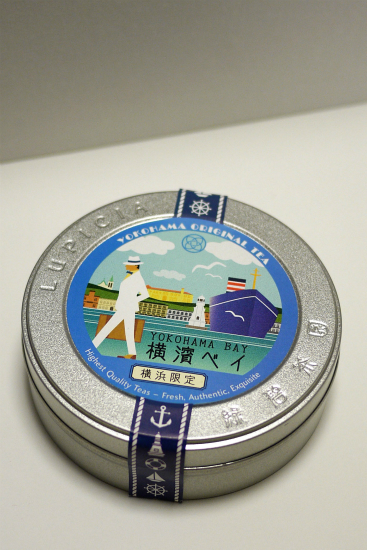 LUPICIA
YOKOHAMA ORIGINAL TEA
YOKOHAMA BAY
横濱ベイ
横浜限定
Highest Quality Teas – Fresh, Authentic, Exquisite